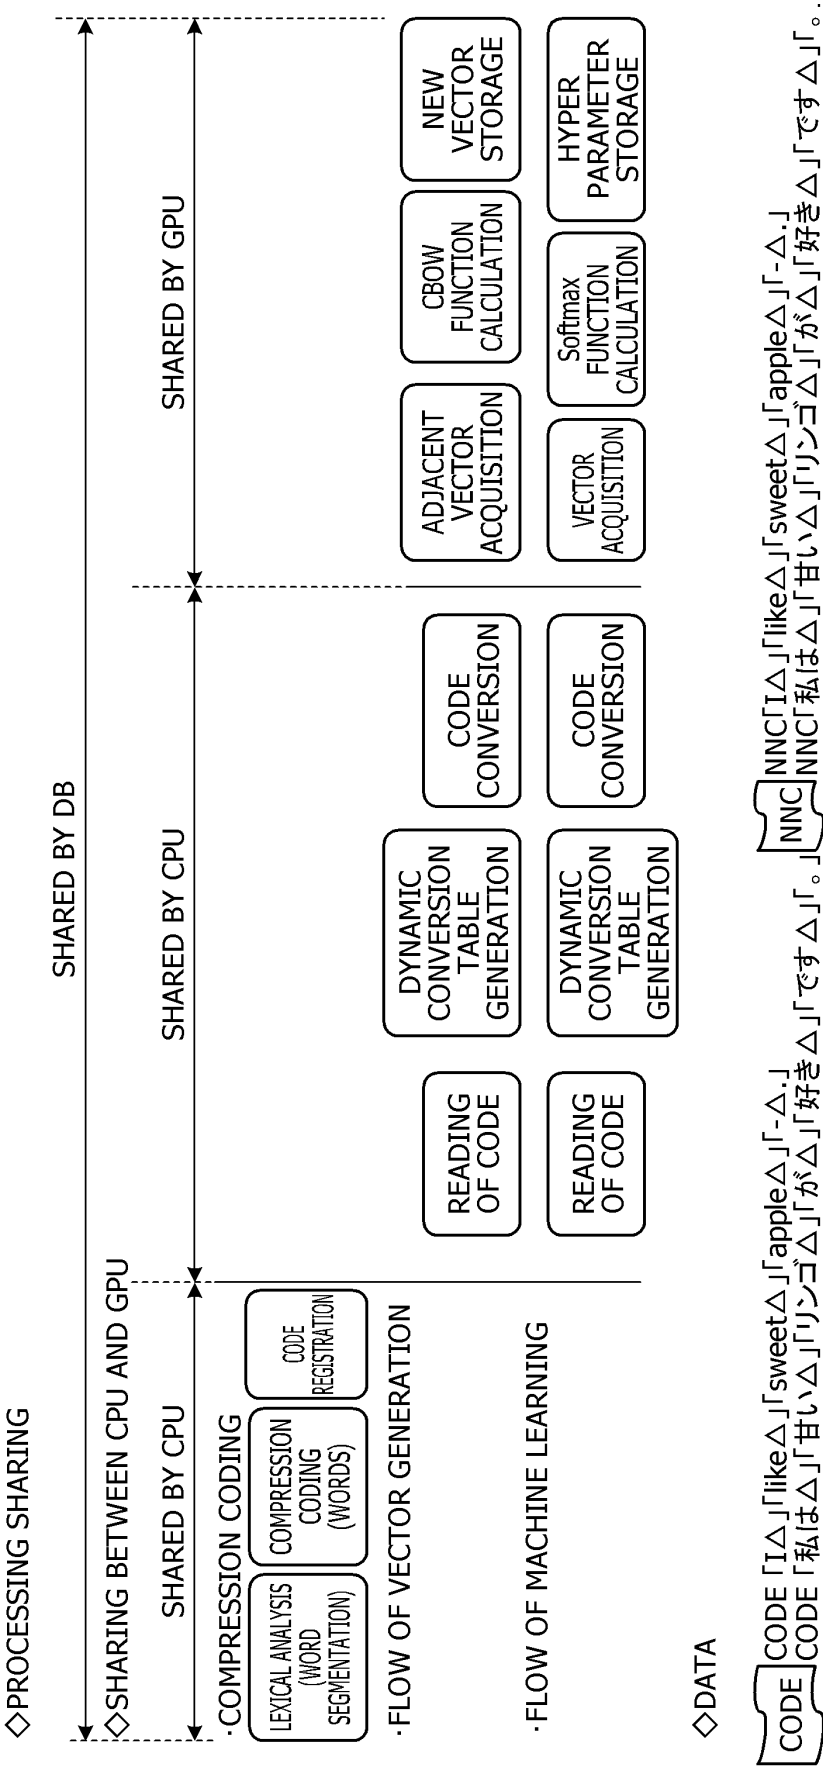 ◇PROCESSING SHARING
SHARED BY DB
◇SHARING BETWEEN CPU AND GPU
SHARED BY CPU
SHARED BY CPU
SHARED BY GPU
·COMPRESSION CODING
LEXICAL ANALYSIS
(WORD
SEGMENTATION)
COMPRESSION
CODING
(WORDS)
CODE
REGISTRATION
·FLOW OF VECTOR GENERATION
READING
OF CODE
DYNAMIC
CONVERSION
TABLE
GENERATION
CODE
CONVERSION
ADJACENT
VECTOR
ACQUISITION
CBOW
FUNCTION
CALCULATION
NEW
VECTOR
STORAGE
·FLOW OF MACHINE LEARNING
READING
OF CODE
DYNAMIC
CONVERSION
TABLE
GENERATION
CODE
CONVERSION
VECTOR
ACQUISITION
Softmax
FUNCTION
CALCULATION
HYPER
PARAMETER
STORAGE
◇DATA
CODE
CODE「I△」「like△」「sweet△」「apple△」「-△.」
CODE「私は△」「甘い△」「リンゴ△」「が△」「好き△」「です△」「。」
NNC
NNC「I△」「like△」「sweet△」「apple△」「-△.」
NNC「私は△」「甘い△」「リンゴ△」「が△」「好き△」「です△」「。